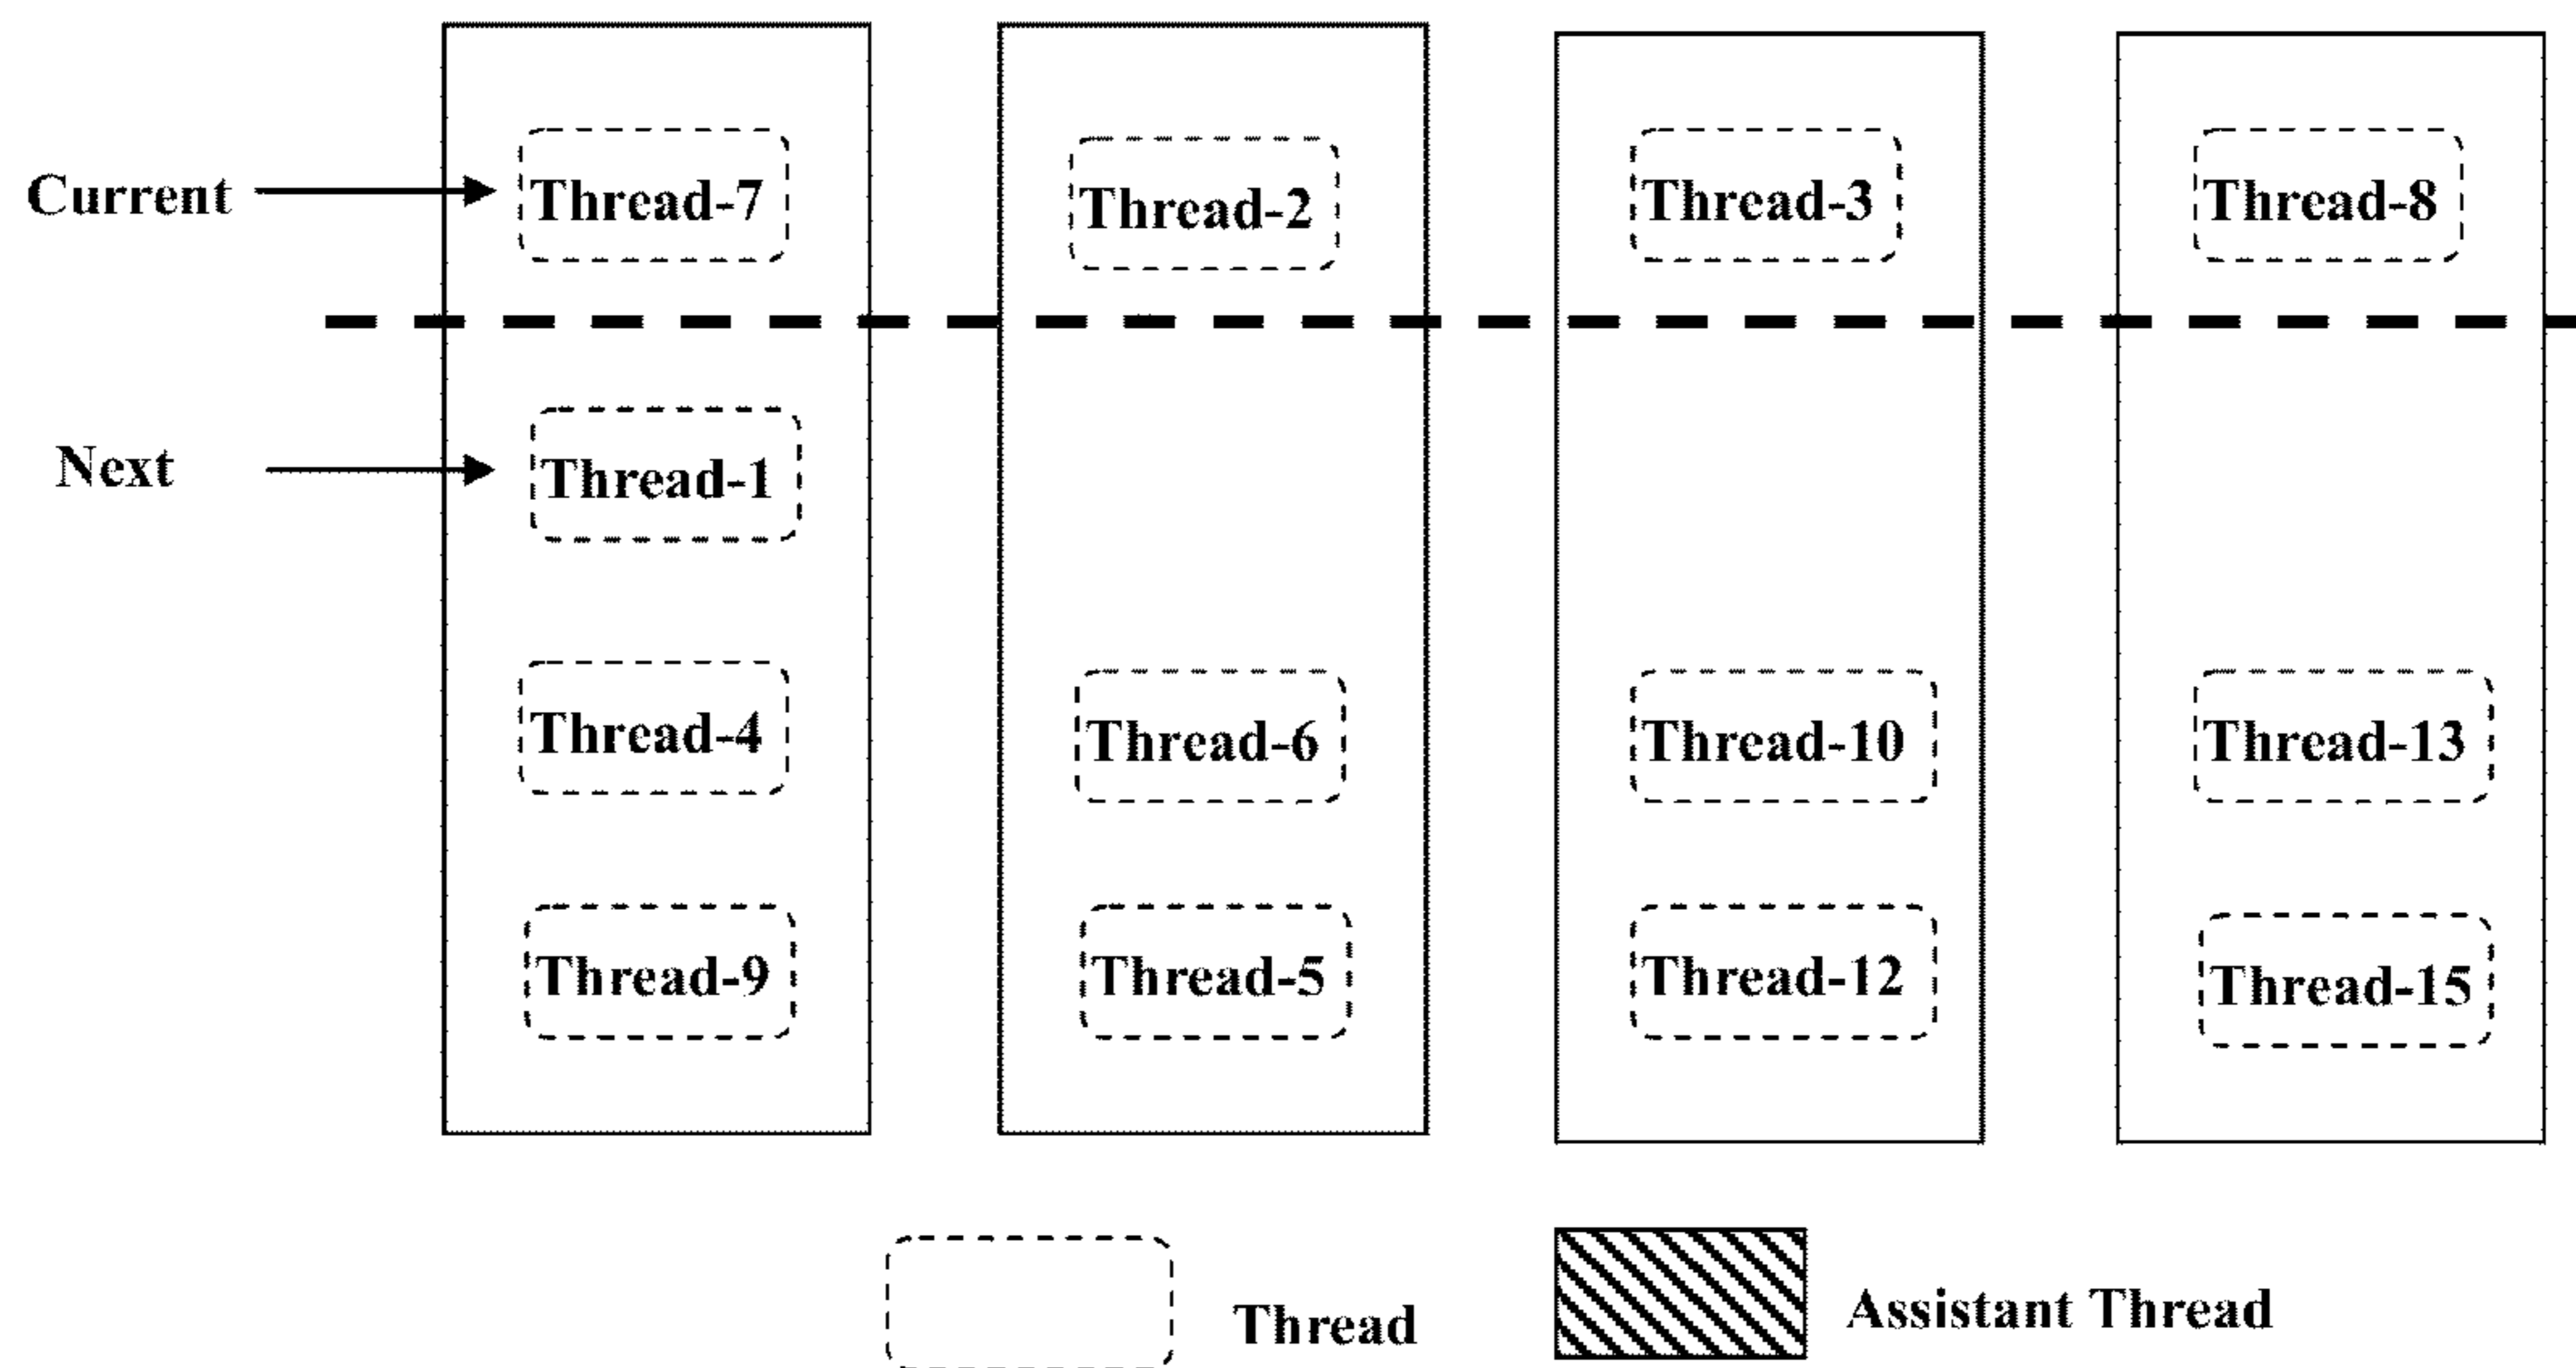 Current
Thread-7
Thread-2
Thread-3
Thread-8
Next
Thread-1
Thread-4
Thread-6
Thread-10
Thread-13
Thread-9
Thread-5
Thread-12
Thread-15
Thread
Assistant Thread